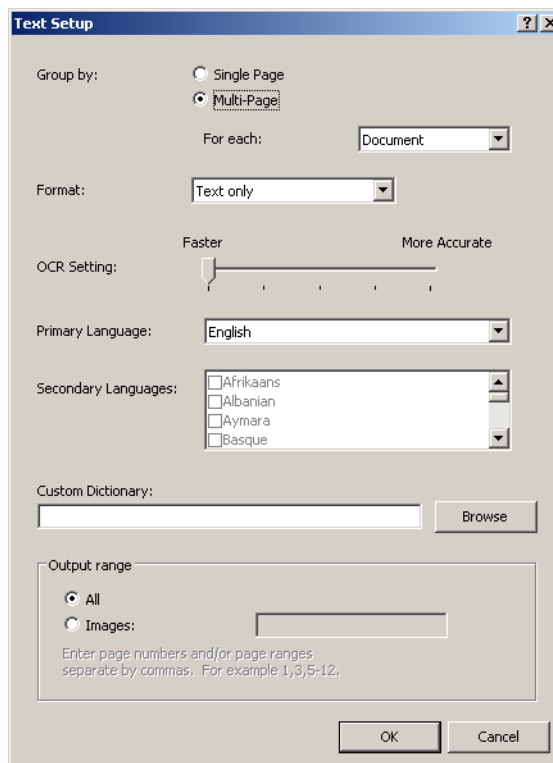 Text Setup
Group by:
Single Page
Multi-Page
For each:
Document
Format:
Text only
Faster
More Accurate
OCR Setting:
Primary Language:
English
Secondary Languages:
Afrikaans
Albanian
Aymara
Basque
Custom Dictionary:
Browse
Output range
All
Images:
Enter page numbers and/or page ranges
separate by commas. For example 1,3,5-12.
OK
Cancel